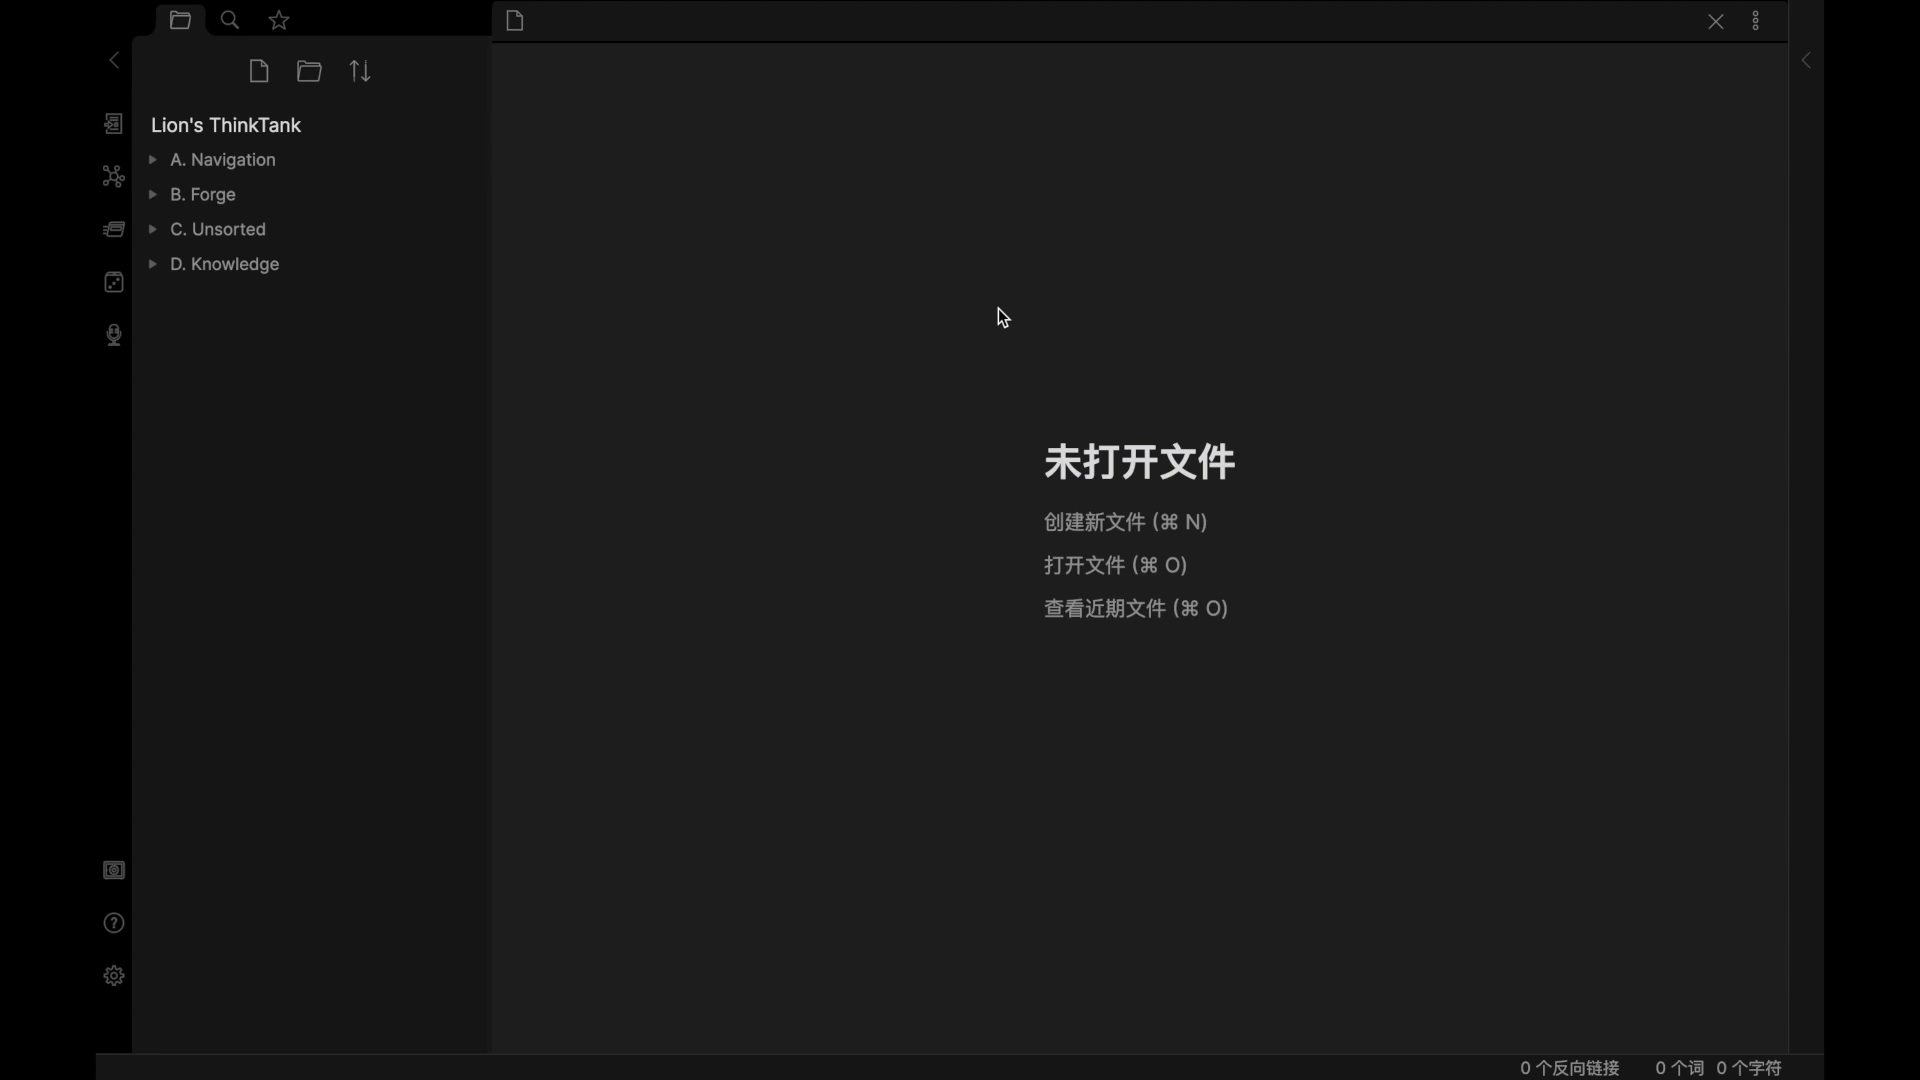 Lion's ThinkTank
A. Navigation
B. Forge
C. Unsorted
D. Knowledge
未打开文件
创建新文件 (⌘ N)
打开文件 (⌘ O)
查看近期文件 (⌘ O)
0 个反向链接 0 个词 0 个字符